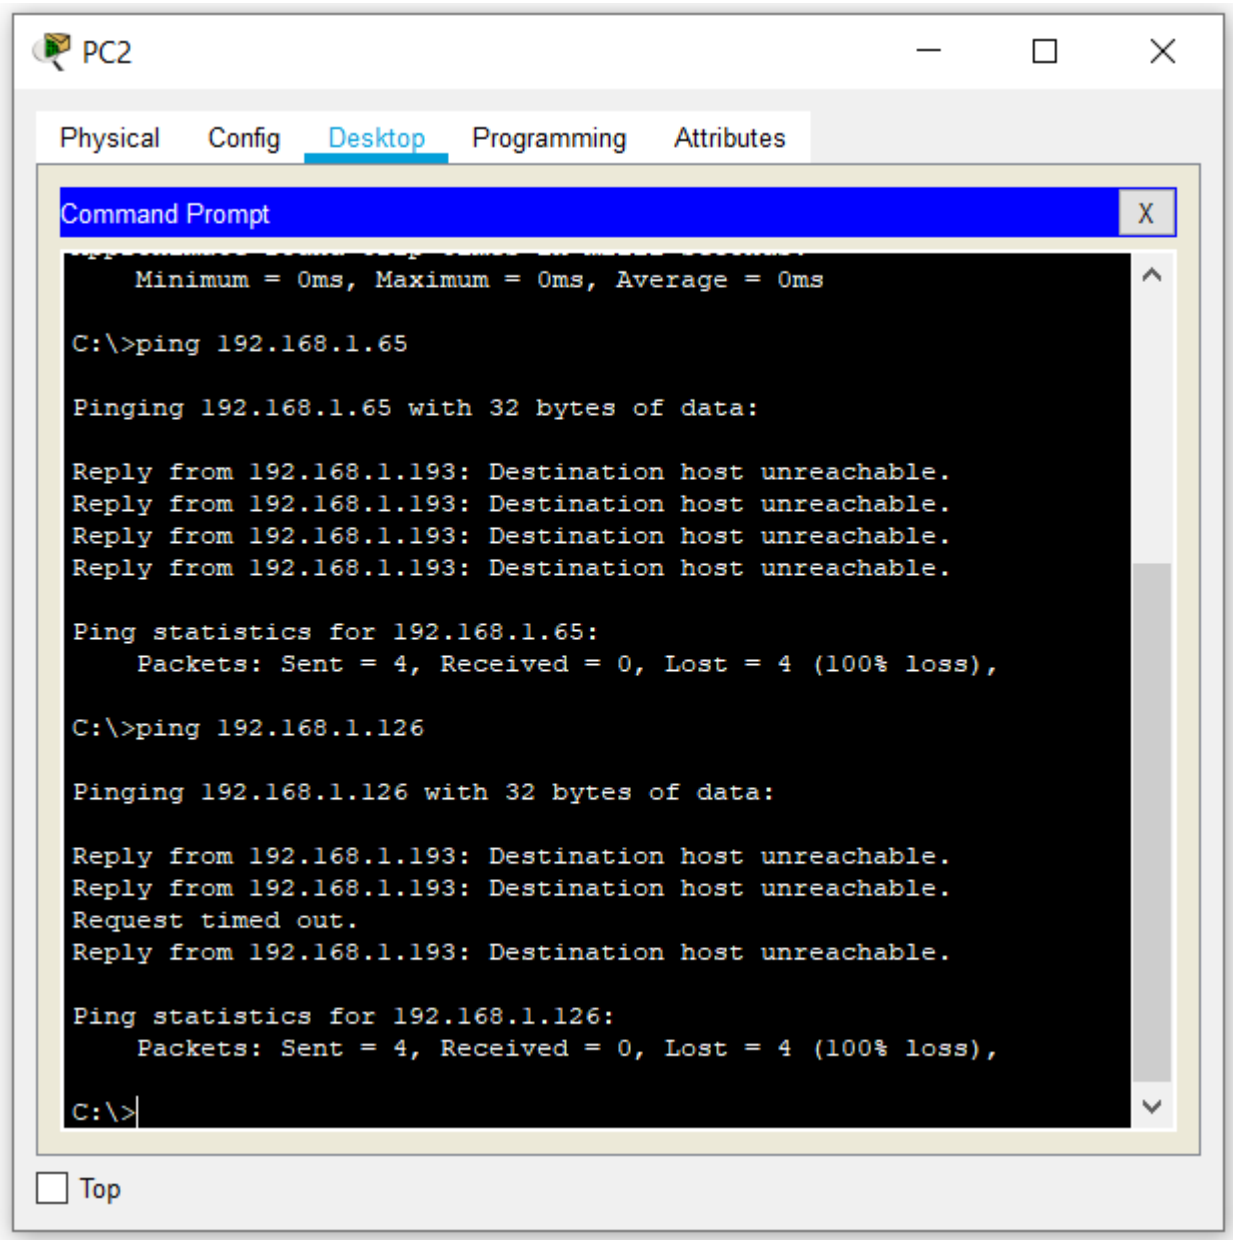 PC2
Physical Config Desktop Programming Attributes
Command Prompt
X
Approximate round trip times in milli-seconds:
Minimum = 0ms, Maximum = 0ms, Average = 0ms
C:\>ping 192.168.1.65
Pinging 192.168.1.65 with 32 bytes of data:
Reply from 192.168.1.193: Destination host unreachable.
Reply from 192.168.1.193: Destination host unreachable.
Reply from 192.168.1.193: Destination host unreachable.
Reply from 192.168.1.193: Destination host unreachable.
Ping statistics for 192.168.1.65:
Packets: Sent = 4, Received = 0, Lost = 4 (100% loss),
C:\>ping 192.168.1.126
Pinging 192.168.1.126 with 32 bytes of data:
Reply from 192.168.1.193: Destination host unreachable.
Reply from 192.168.1.193: Destination host unreachable.
Request timed out.
Reply from 192.168.1.193: Destination host unreachable.
Ping statistics for 192.168.1.126:
Packets: Sent = 4, Received = 0, Lost = 4 (100% loss),
C:\>
Top